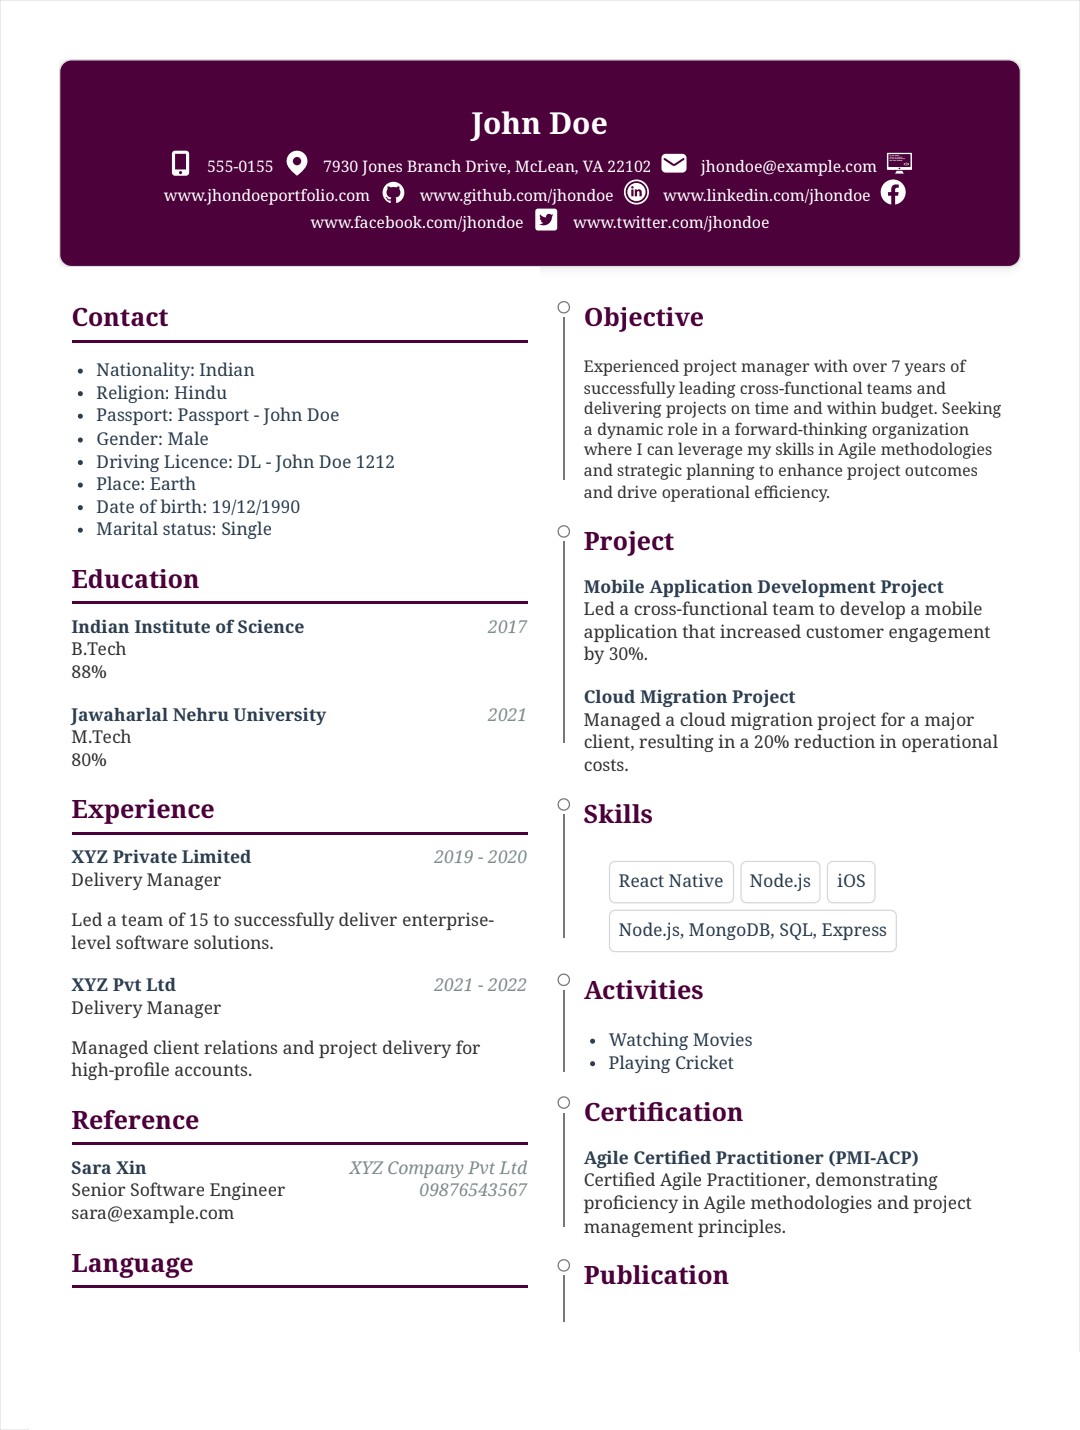 John Doe
555-0155 7930 Jones Branch Drive, McLean, VA 22102 jhondoe@example.com
www.jhondoeportfolio.com www.github.com/jhondoe www.linkedin.com/jhondoe
www.facebook.com/jhondoe www.twitter.com/jhondoe
Contact
• Nationality: Indian
• Religion: Hindu
• Passport: Passport - John Doe
• Gender: Male
• Driving Licence: DL - John Doe 1212
• Place: Earth
• Date of birth: 19/12/1990
• Marital status: Single
Education
Indian Institute of Science 2017
B.Tech
88%
Jawaharlal Nehru University 2021
M.Tech
80%
Experience
XYZ Private Limited 2019 - 2020
Delivery Manager
Led a team of 15 to successfully deliver enterprise-
level software solutions.
XYZ Pvt Ltd 2021 - 2022
Delivery Manager
Managed client relations and project delivery for
high-profile accounts.
Reference
Sara Xin XYZ Company Pvt Ltd
Senior Software Engineer 09876543567
sara@example.com
Language
Objective
Experienced project manager with over 7 years of
successfully leading cross-functional teams and
delivering projects on time and within budget. Seeking
a dynamic role in a forward-thinking organization
where I can leverage my skills in Agile methodologies
and strategic planning to enhance project outcomes
and drive operational efficiency.
Project
Mobile Application Development Project
Led a cross-functional team to develop a mobile
application that increased customer engagement
by 30%.
Cloud Migration Project
Managed a cloud migration project for a major
client, resulting in a 20% reduction in operational
costs.
Skills
React Native Node.js iOS
Node.js, MongoDB, SQL, Express
Activities
• Watching Movies
• Playing Cricket
Certification
Agile Certified Practitioner (PMI-ACP)
Certified Agile Practitioner, demonstrating
proficiency in Agile methodologies and project
management principles.
Publication